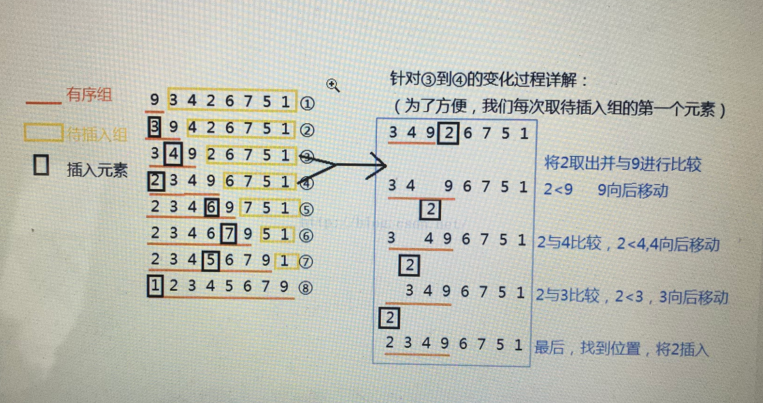 有序组
待插入组
插入元素
9 3 4 2 6 7 5 1 ①
3 9 4 2 6 7 5 1 ②
3 4 9 2 6 7 5 1 ③
2 3 4 9 6 7 5 1 ④
2 3 4 6 9 7 5 1 ⑤
2 3 4 6 7 9 5 1 ⑥
2 3 4 5 6 7 9 1 ⑦
1 2 3 4 5 6 7 9 ⑧
针对③到④的变化过程详解：
（为了方便，我们每次取待插入组的第一个元素）
3 4 9 2 6 7 5 1
将2取出并与9进行比较
3 4 9 6 7 5 1
2<9 9向后移动
2
3 4 9 6 7 5 1
2与4比较，2<4,4向后移动
2
3 4 9 6 7 5 1
2与3比较，2<3，3向后移动
2
2 3 4 9 6 7 5 1
最后，找到位置，将2插入